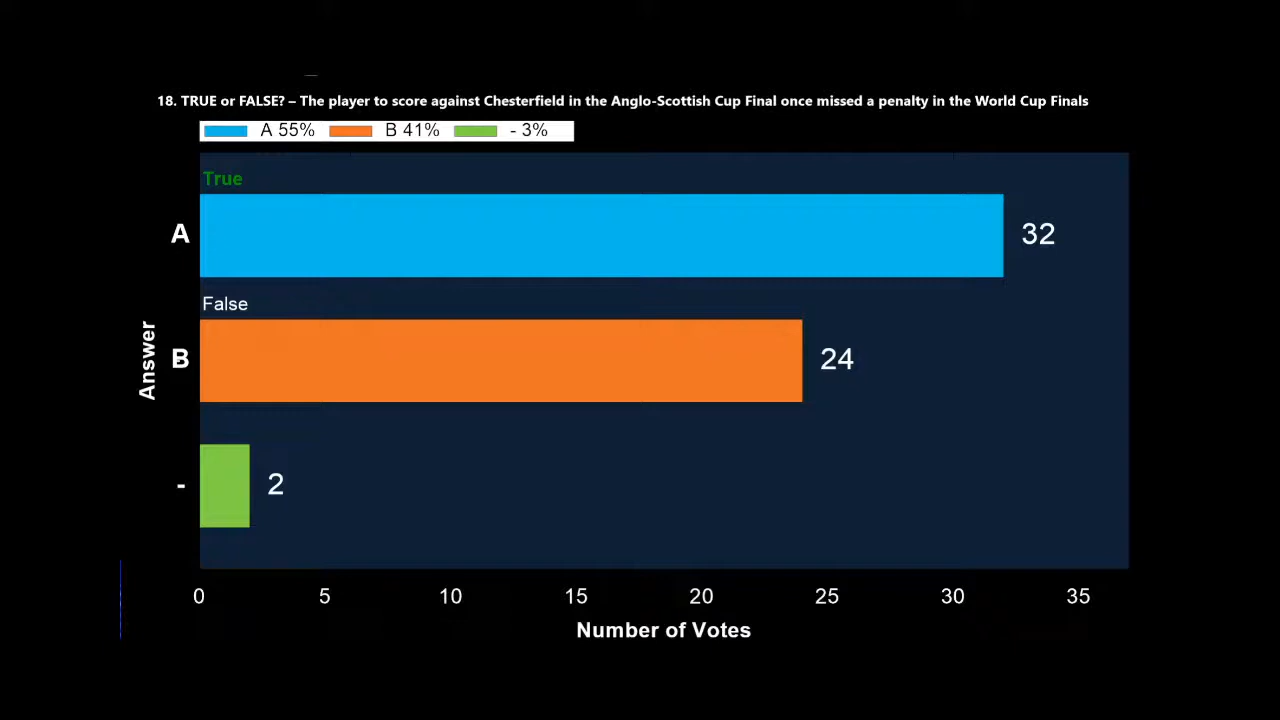 18. TRUE or FALSE? – The player to score against Chesterfield in the Anglo-Scottish Cup Final once missed a penalty in the World Cup Finals
A 55% B 41% - 3%
True
A 32
False
B 24
- 2
Answer
0 5 10 15 20 25 30 35
Number of Votes